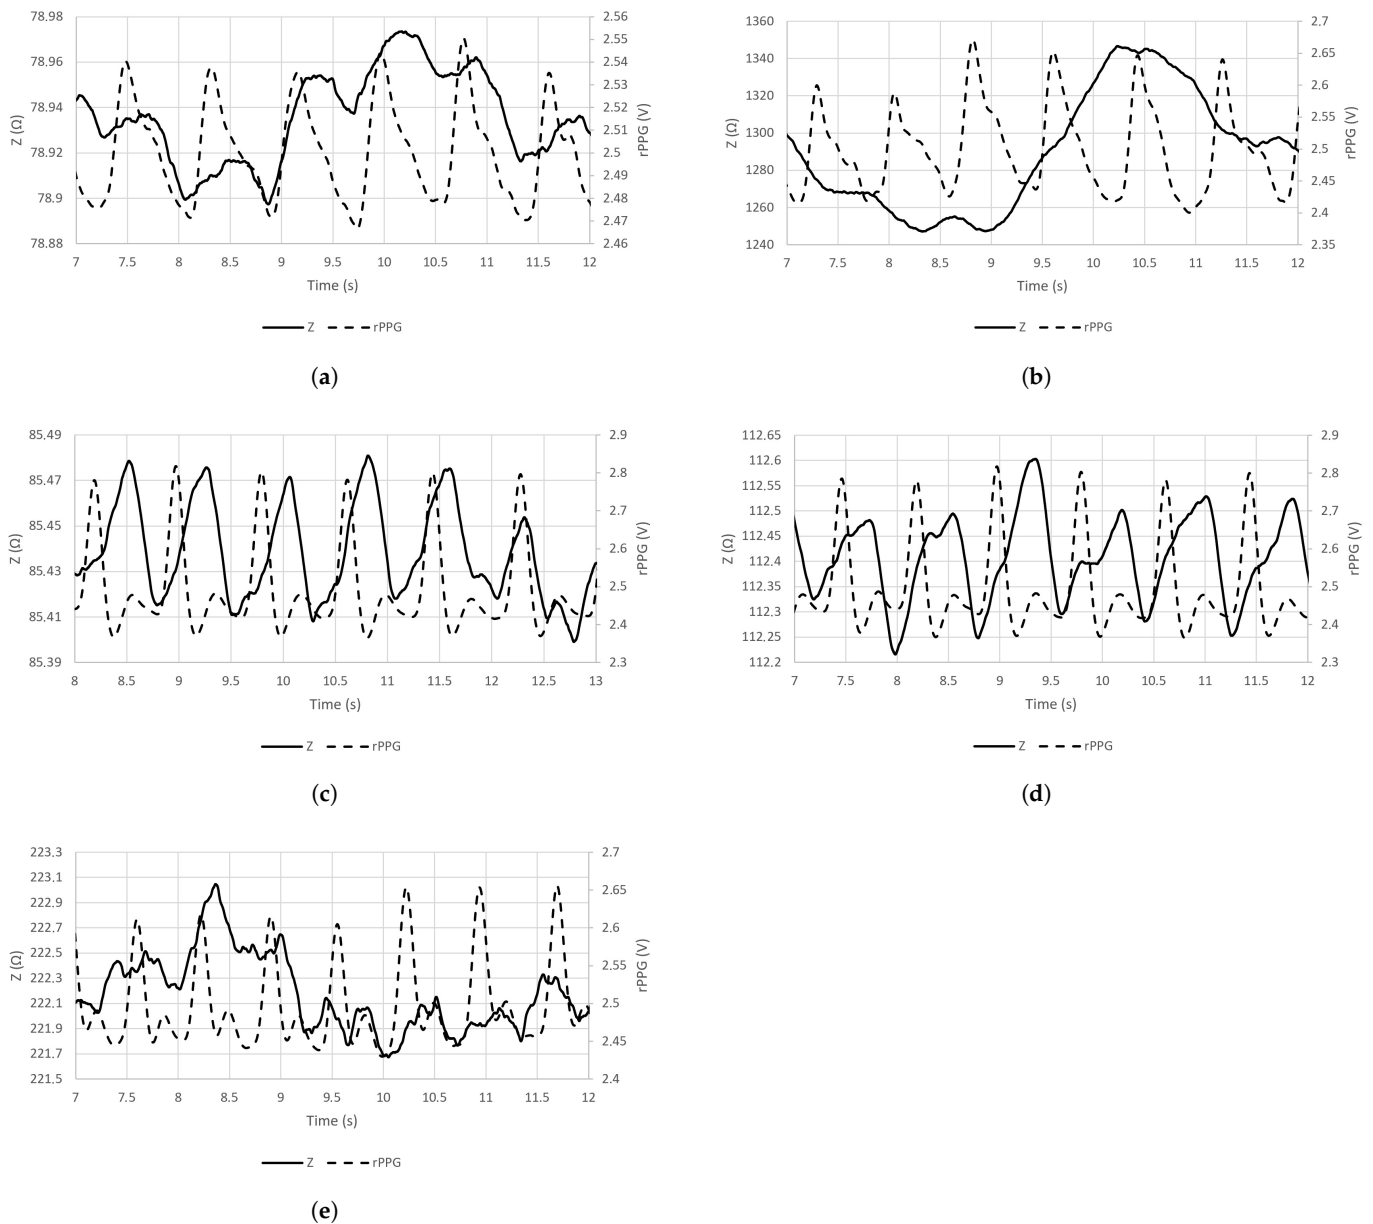 78.98
78.96
78.94
78.92
78.9
78.88
Z (Ω)
2.56
2.55
2.54
2.53
2.52
2.51
2.5
2.49
2.48
2.47
2.46
rPPG (V)
7 7.5 8 8.5 9 9.5 10 10.5 11 11.5 12
Time (s)
Z rPPG
(a)
1360
1340
1320
1300
1280
1260
1240
Z (Ω)
2.7
2.65
2.6
2.55
2.5
2.45
2.4
2.35
rPPG (V)
7 7.5 8 8.5 9 9.5 10 10.5 11 11.5 12
Time (s)
Z rPPG
(b)
85.49
85.47
85.45
85.43
85.41
85.39
Z (Ω)
2.9
2.8
2.7
2.6
2.5
2.4
2.3
rPPG (V)
8 8.5 9 9.5 10 10.5 11 11.5 12 12.5 13
Time (s)
Z rPPG
(c)
112.65
112.6
112.55
112.5
112.45
112.4
112.35
112.3
112.25
112.2
Z (Ω)
2.9
2.8
2.7
2.6
2.5
2.4
2.3
rPPG (V)
7 7.5 8 8.5 9 9.5 10 10.5 11 11.5 12
Time (s)
Z rPPG
(d)
223.3
223.1
222.9
222.7
222.5
222.3
222.1
221.9
221.7
221.5
Z (Ω)
2.7
2.65
2.6
2.55
2.5
2.45
2.4
rPPG (V)
7 7.5 8 8.5 9 9.5 10 10.5 11 11.5 12
Time (s)
Z rPPG
(e)